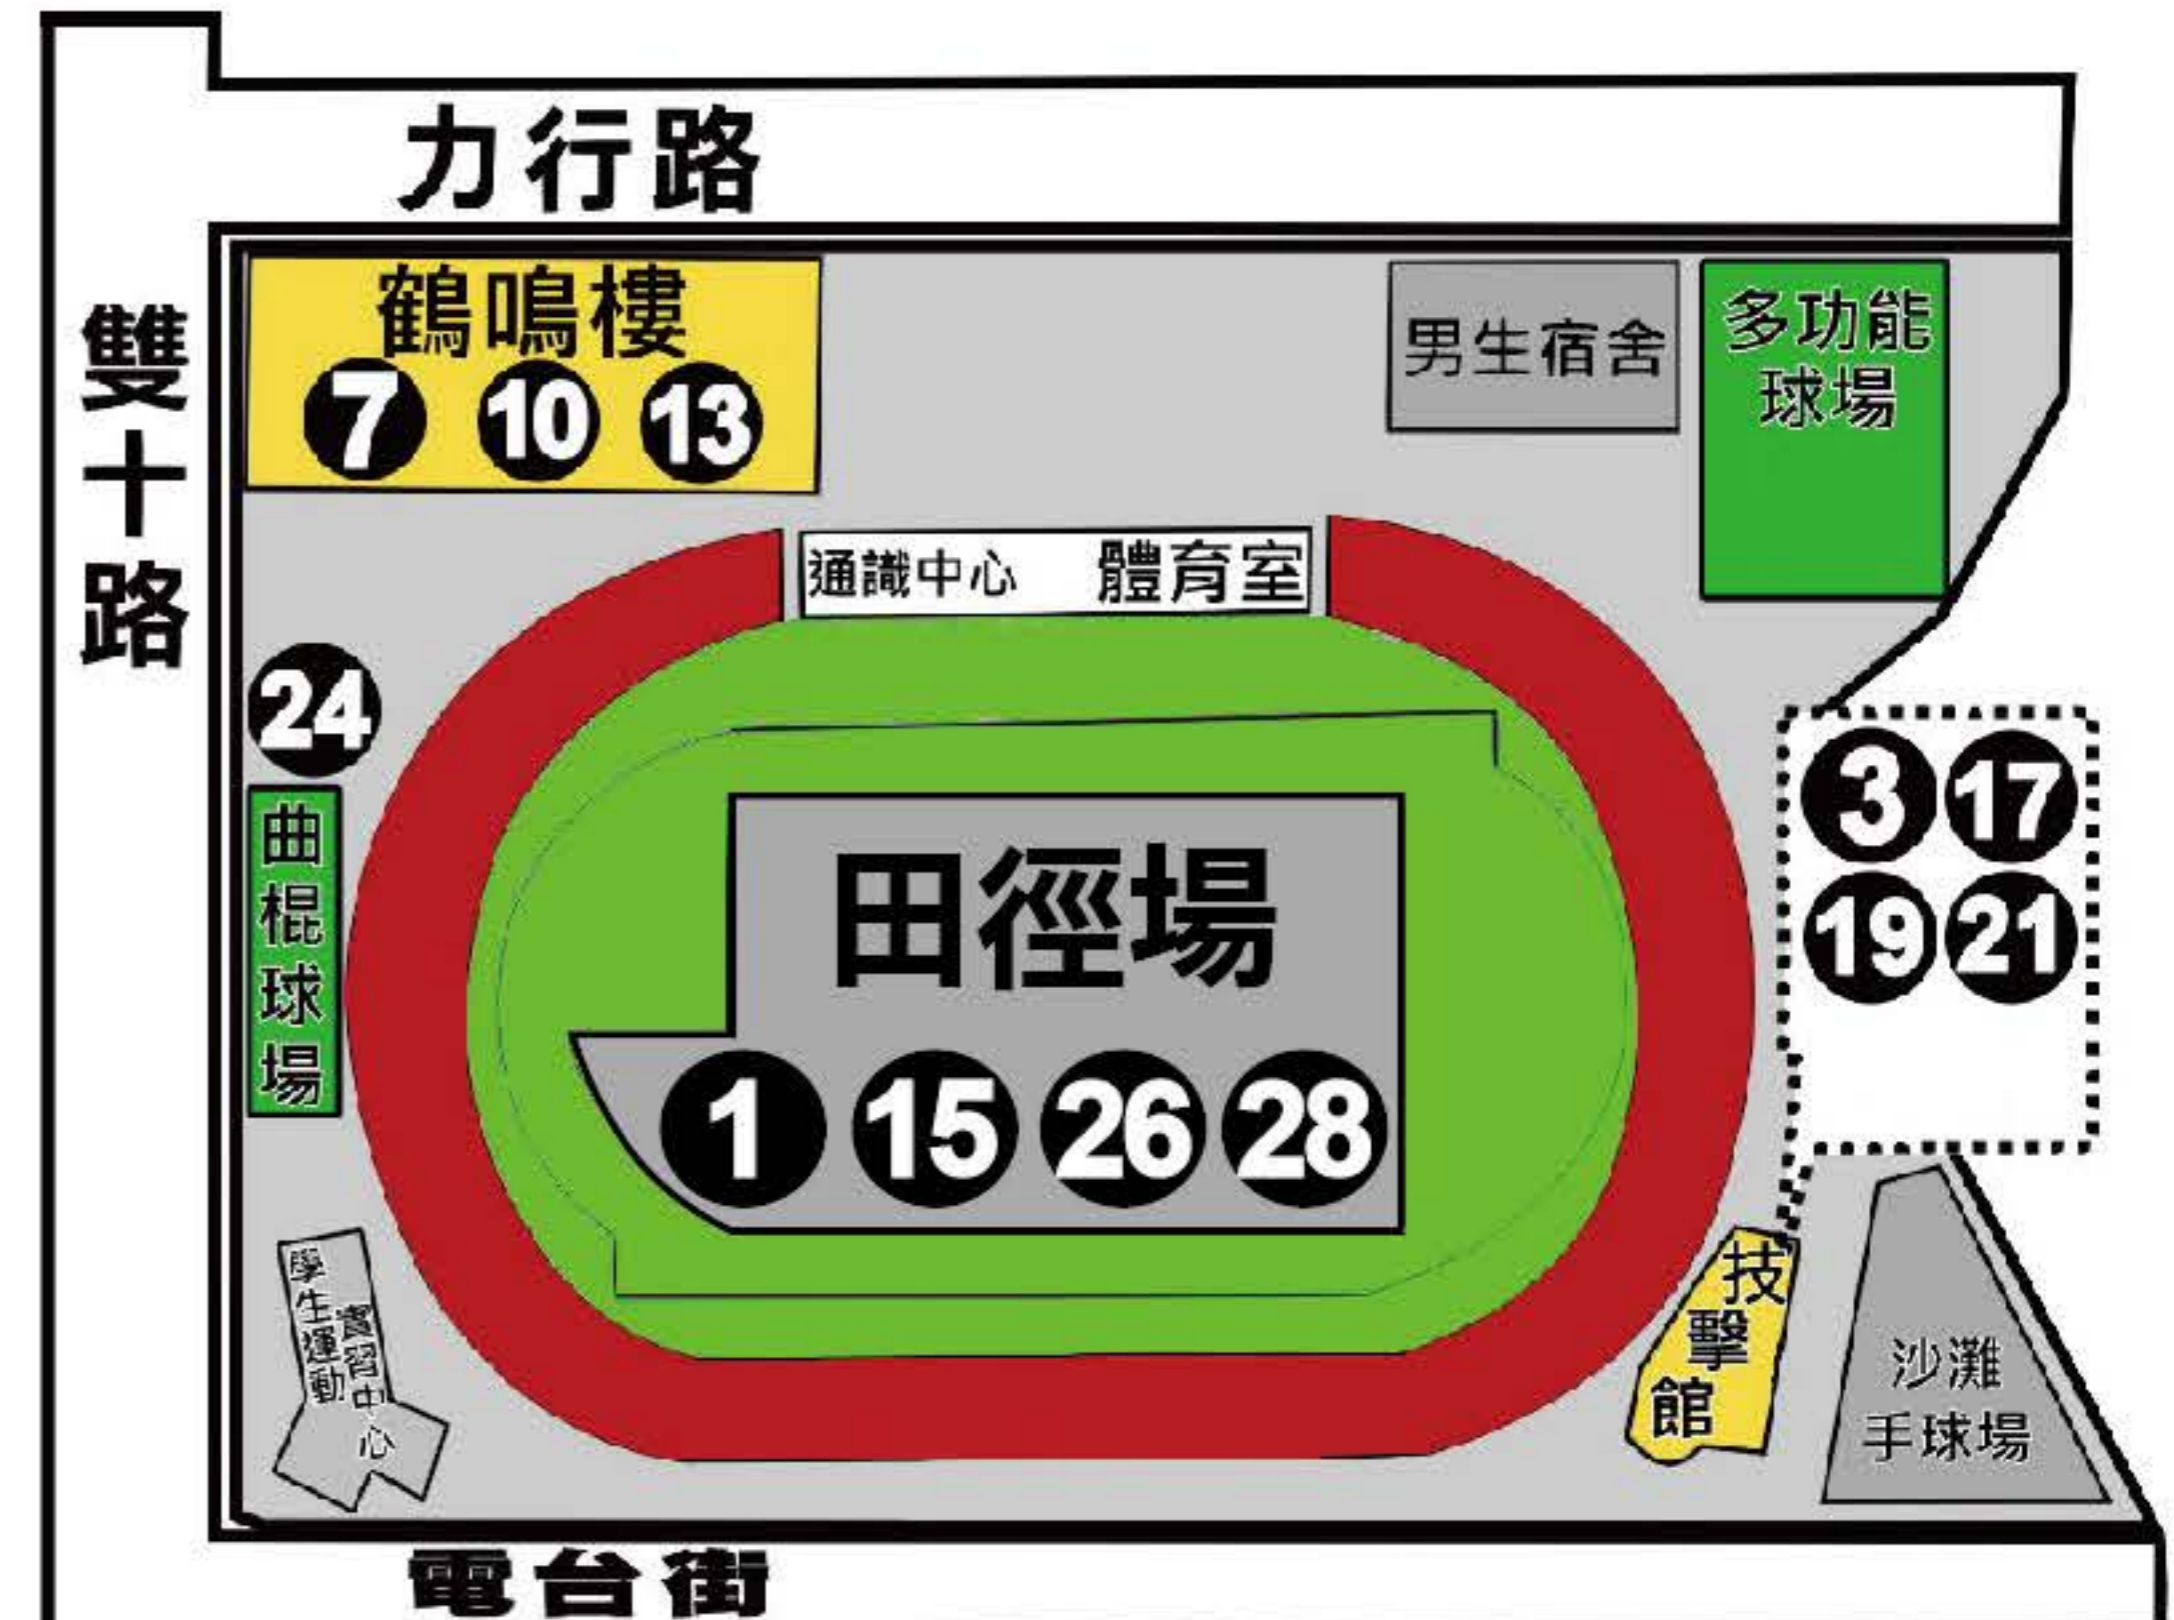 力行路
雙十路
鶴鳴樓
7 10 13
男生宿舍
多功能
球場
通識中心 體育室
24
曲棍球場
田徑場
1 15 26 28
3 17
19 21
學生運動
實習中心
技擊館
沙灘
手球場
電台街